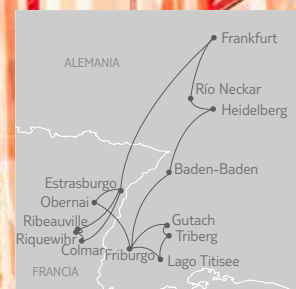 Frankfurt
ALEMANIA
Río Neckar
Heidelberg
Baden-Baden
Estrasburgo
Obernai
Ribeauville
Riquewihr
Colmar
Friburgo
Gutach
Triberg
Lago Titisee
FRANCIA